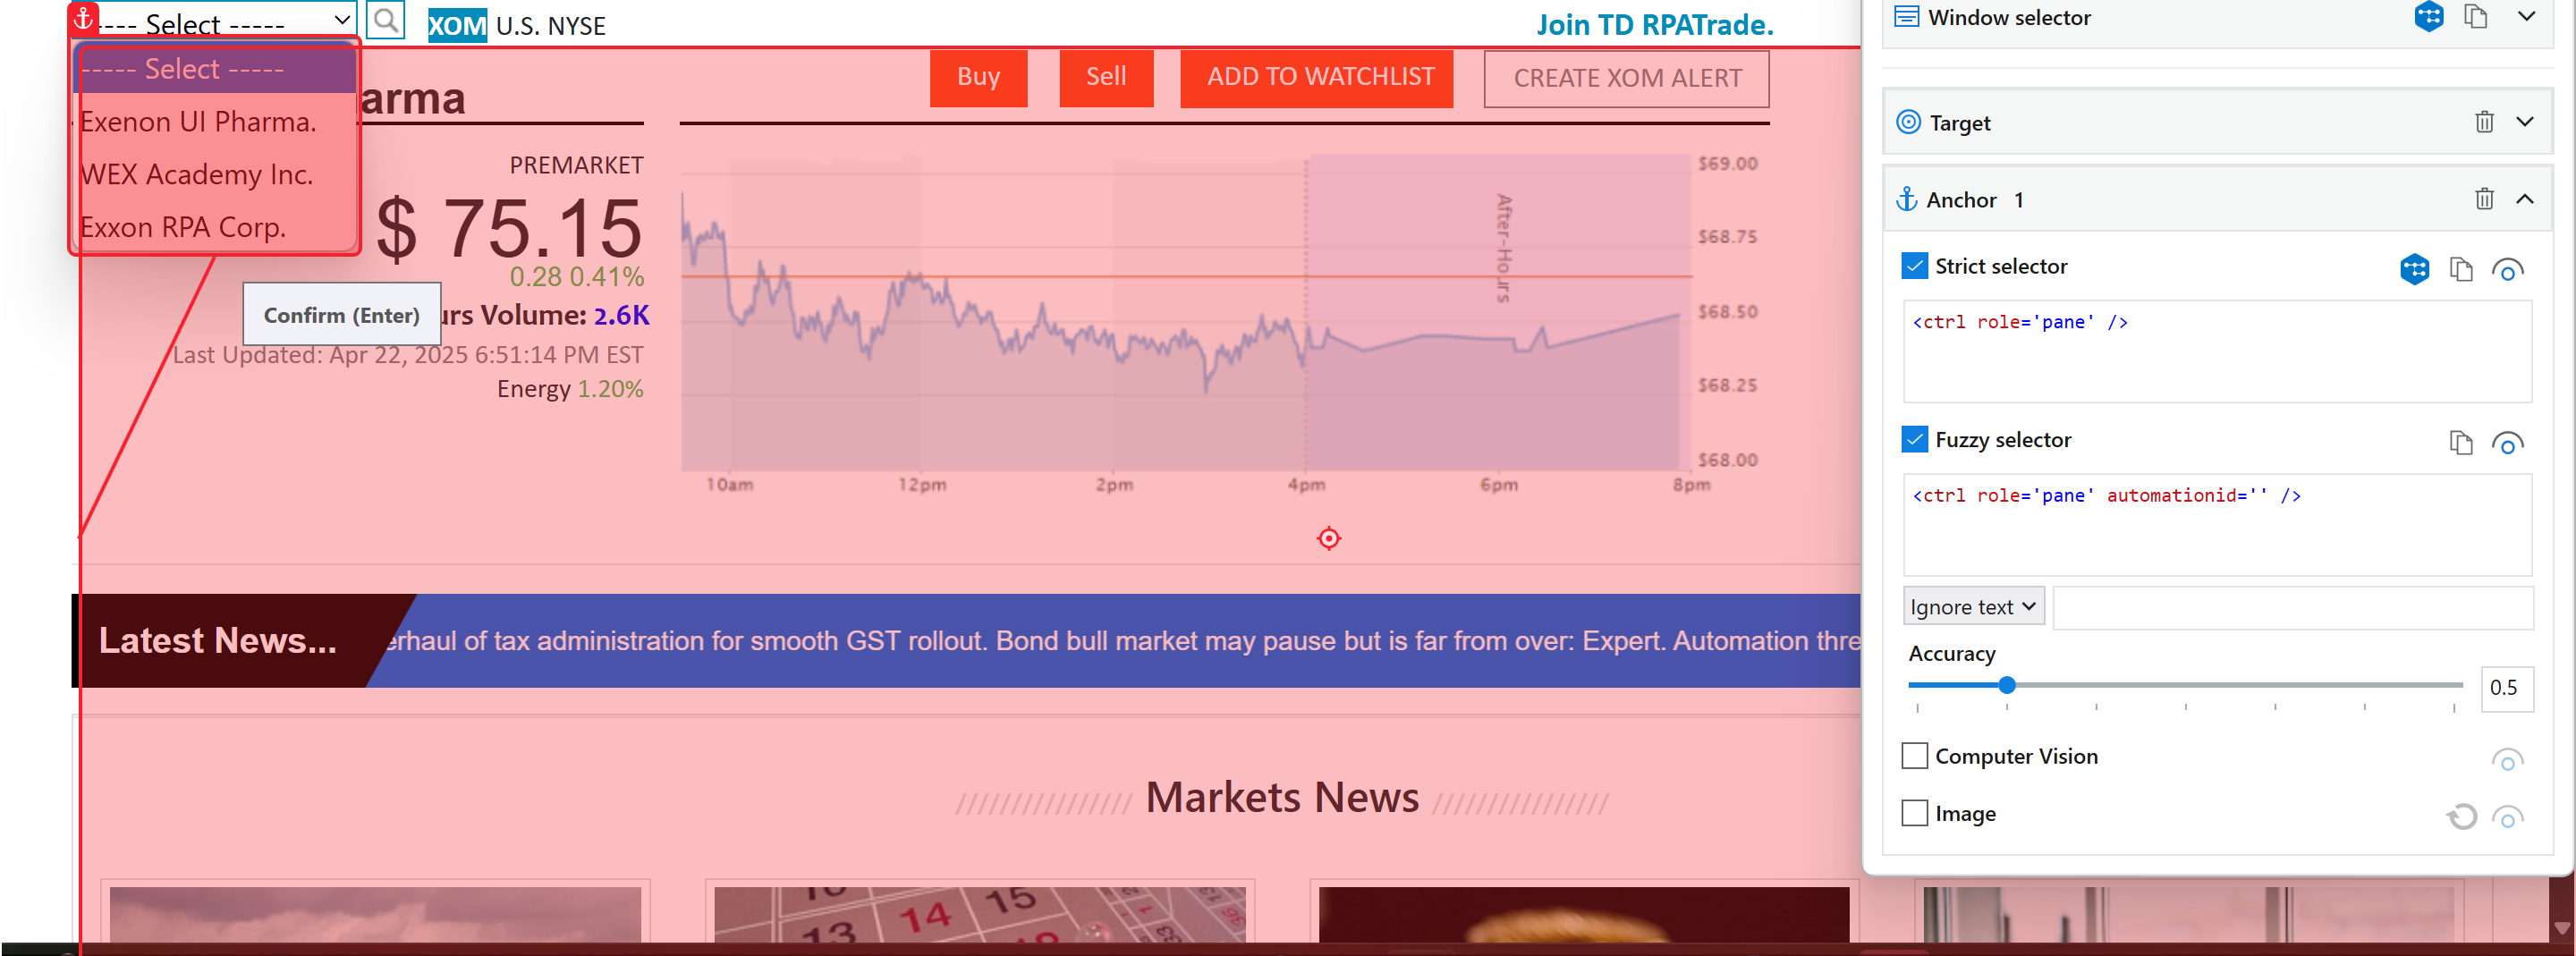 ---- Select -----
XOM U.S. NYSE
Join TD RPATrade.
----- Select -----
Exenon UI Pharma.
WEX Academy Inc.
Exxon RPA Corp.
arma
Buy
Sell
ADD TO WATCHLIST
CREATE XOM ALERT
PREMARKET
$ 75.15
0.28 0.41%
Confirm (Enter)
urs Volume: 2.6K
Last Updated: Apr 22, 2025 6:51:14 PM EST
Energy 1.20%
After-Hours
$69.00
$68.75
$68.50
$68.25
$68.00
10am
12pm
2pm
4pm
6pm
8pm
Latest News...
erhaul of tax administration for smooth GST rollout. Bond bull market may pause but is far from over: Expert. Automation thre
//////////////// Markets News ////////////////
13
14
15
Window selector
Target
Anchor 1
Strict selector
<ctrl role='pane' />
Fuzzy selector
<ctrl role='pane' automationid='' />
Ignore text
Accuracy
0.5
Computer Vision
Image